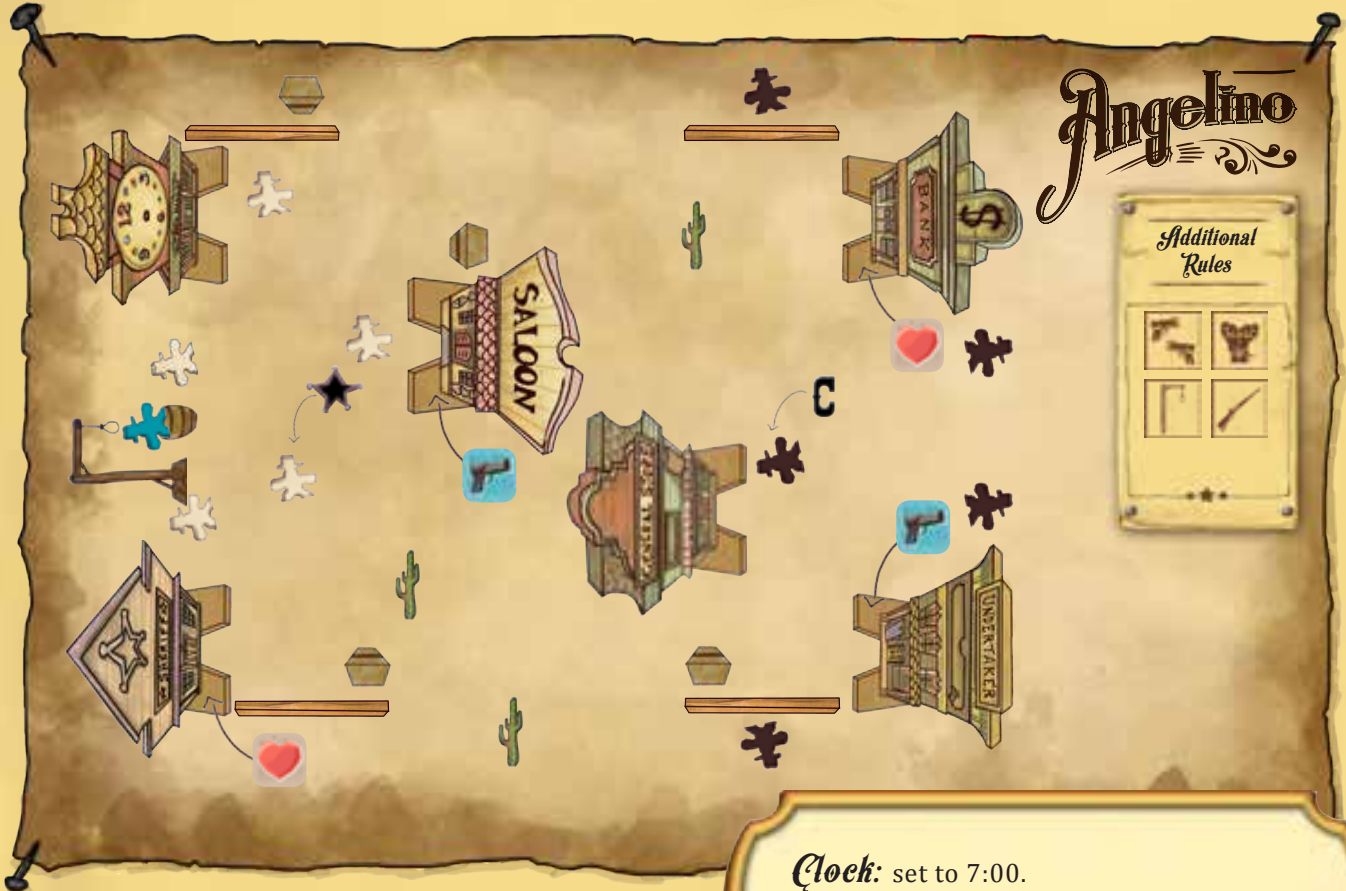 Angelino
Additional
Rules
12
$
BANK
SALOON
UNDERTAKER
Clock: set to 7:00.